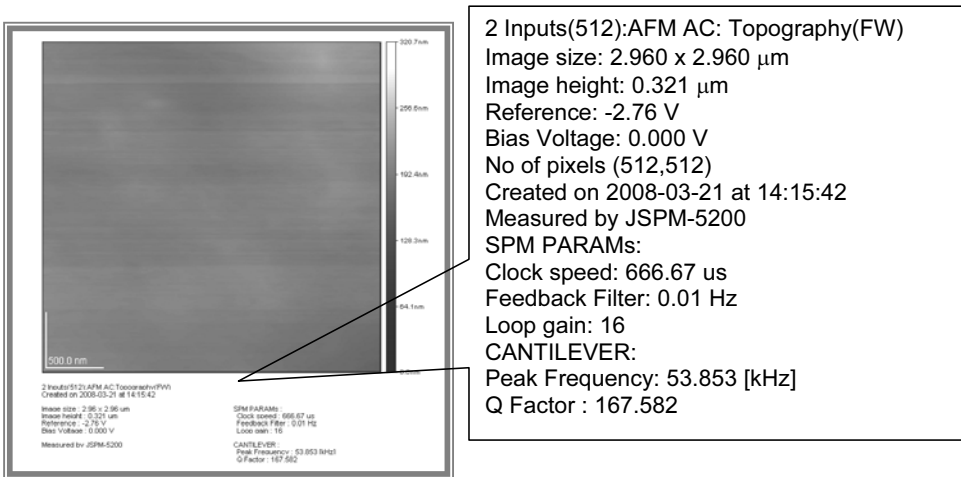 320.7nm
256.6nm
192.4nm
128.3nm
64.1nm
0.0nm
500.0 nm
2 Inputs(512):AFM AC:Topography(FW)
Created on 2008-03-21 at 14:15:42
Image size : 2.96 x 2.96 um
Image height : 0.321 um
Reference : -2.76 V
Bias Voltage : 0.000 V
Measured by JSPM-5200
SPM PARAMs :
Clock speed : 666.67 us
Feedback Filter : 0.01 Hz
Loop gain : 16
CANTILEVER :
Peak Frequency : 53.853 [kHz]
Q Factor : 167.582
2 Inputs(512):AFM AC: Topography(FW)
Image size: 2.960 x 2.960 μm
Image height: 0.321 μm
Reference: -2.76 V
Bias Voltage: 0.000 V
No of pixels (512,512)
Created on 2008-03-21 at 14:15:42
Measured by JSPM-5200
SPM PARAMs:
Clock speed: 666.67 us
Feedback Filter: 0.01 Hz
Loop gain: 16
CANTILEVER:
Peak Frequency: 53.853 [kHz]
Q Factor : 167.582